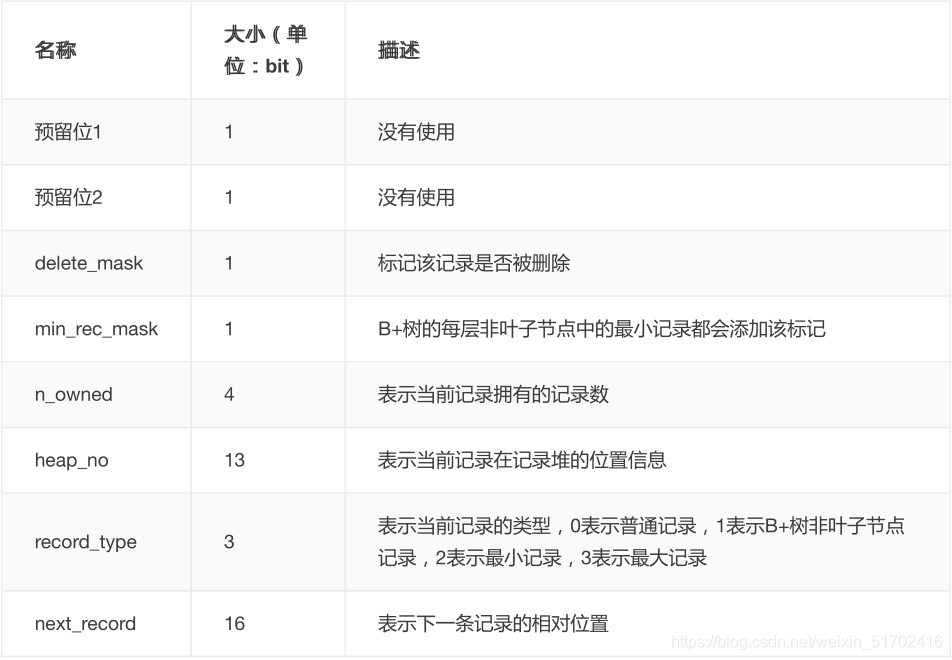 名称
大小（单
位：bit）
描述
预留位1
1
没有使用
预留位2
1
没有使用
delete_mask
1
标记该记录是否被删除
min_rec_mask
1
B+树的每层非叶子节点中的最小记录都会添加该标记
n_owned
4
表示当前记录拥有的记录数
heap_no
13
表示当前记录在记录堆的位置信息
record_type
3
表示当前记录的类型，0表示普通记录，1表示B+树非叶子节点
记录，2表示最小记录，3表示最大记录
next_record
16
表示下一条记录的相对位置
https://blog.csdn.net/weixin_51702416